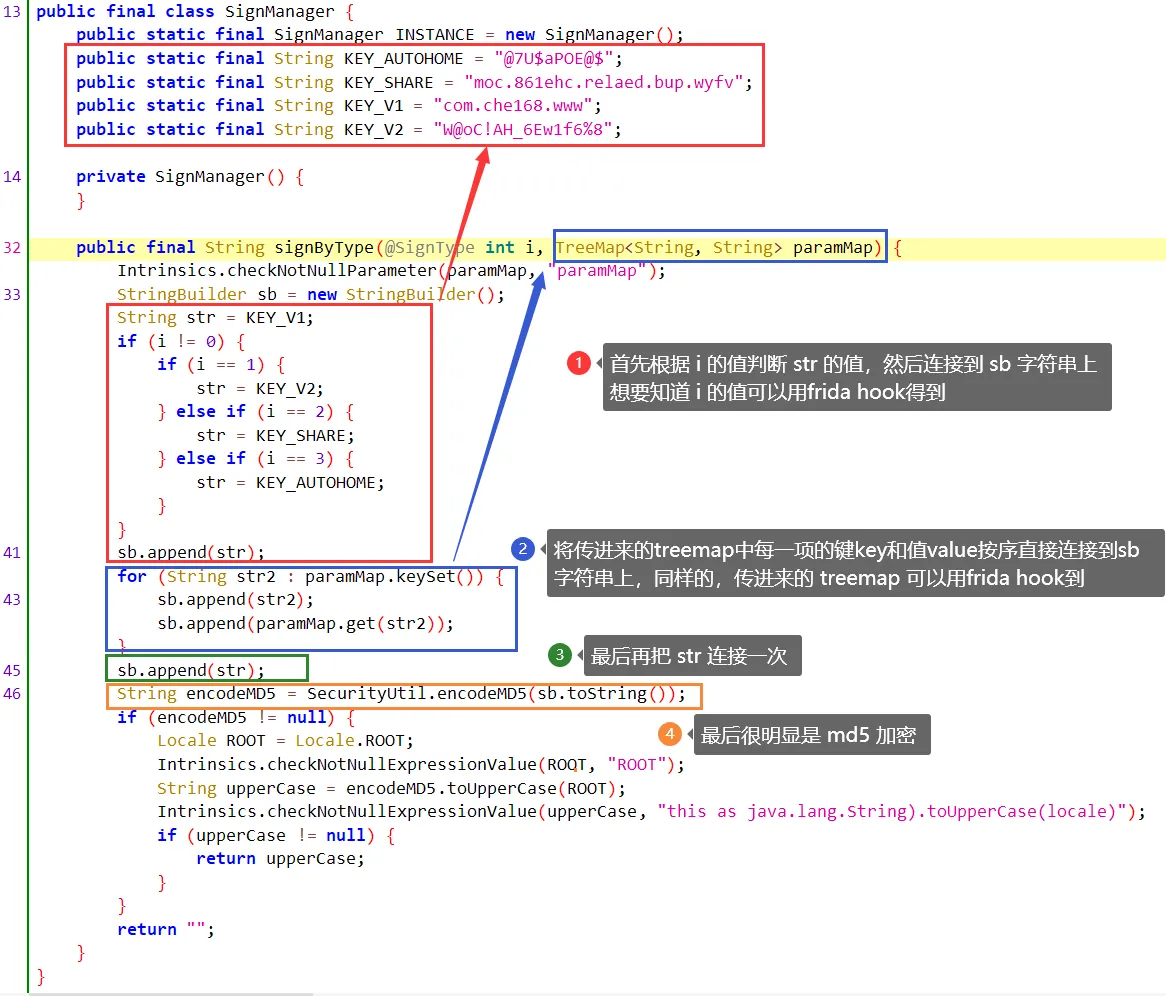 13 public final class SignManager {
public static final SignManager INSTANCE = new SignManager();
public static final String KEY_AUTOHOME = "@7U$aPOE@$";
public static final String KEY_SHARE = "moc.861ehc.relaed.bup.wyfv";
public static final String KEY_V1 = "com.che168.www";
public static final String KEY_V2 = "W@oC!AH_6Ew1f6%8";
14 private SignManager() {
}
32 public final String signByType(@SignType int i, TreeMap<String, String> paramMap) {
Intrinsics.checkNotNullParameter(paramMap, "paramMap");
33 StringBuilder sb = new StringBuilder();
String str = KEY_V1;
if (i != 0) {
if (i == 1) {
str = KEY_V2;
} else if (i == 2) {
str = KEY_SHARE;
} else if (i == 3) {
str = KEY_AUTOHOME;
}
}
41 sb.append(str);
for (String str2 : paramMap.keySet()) {
43 sb.append(str2);
sb.append(paramMap.get(str2));
}
45 sb.append(str);
46 String encodeMD5 = SecurityUtil.encodeMD5(sb.toString());
if (encodeMD5 != null) {
Locale ROOT = Locale.ROOT;
Intrinsics.checkNotNullExpressionValue(ROOT, "ROOT");
String upperCase = encodeMD5.toUpperCase(ROOT);
Intrinsics.checkNotNullExpressionValue(upperCase, "this as java.lang.String).toUpperCase(locale)");
if (upperCase != null) {
return upperCase;
}
}
return "";
}
}
1 首先根据 i 的值判断 str 的值，然后连接到 sb 字符串上
想要知道 i 的值可以用frida hook得到
2 将传进来的treemap中每一项的键key和值value按序直接连接到sb
字符串上，同样的，传进来的 treemap 可以用frida hook到
3 最后再把 str 连接一次
4 最后很明显是 md5 加密